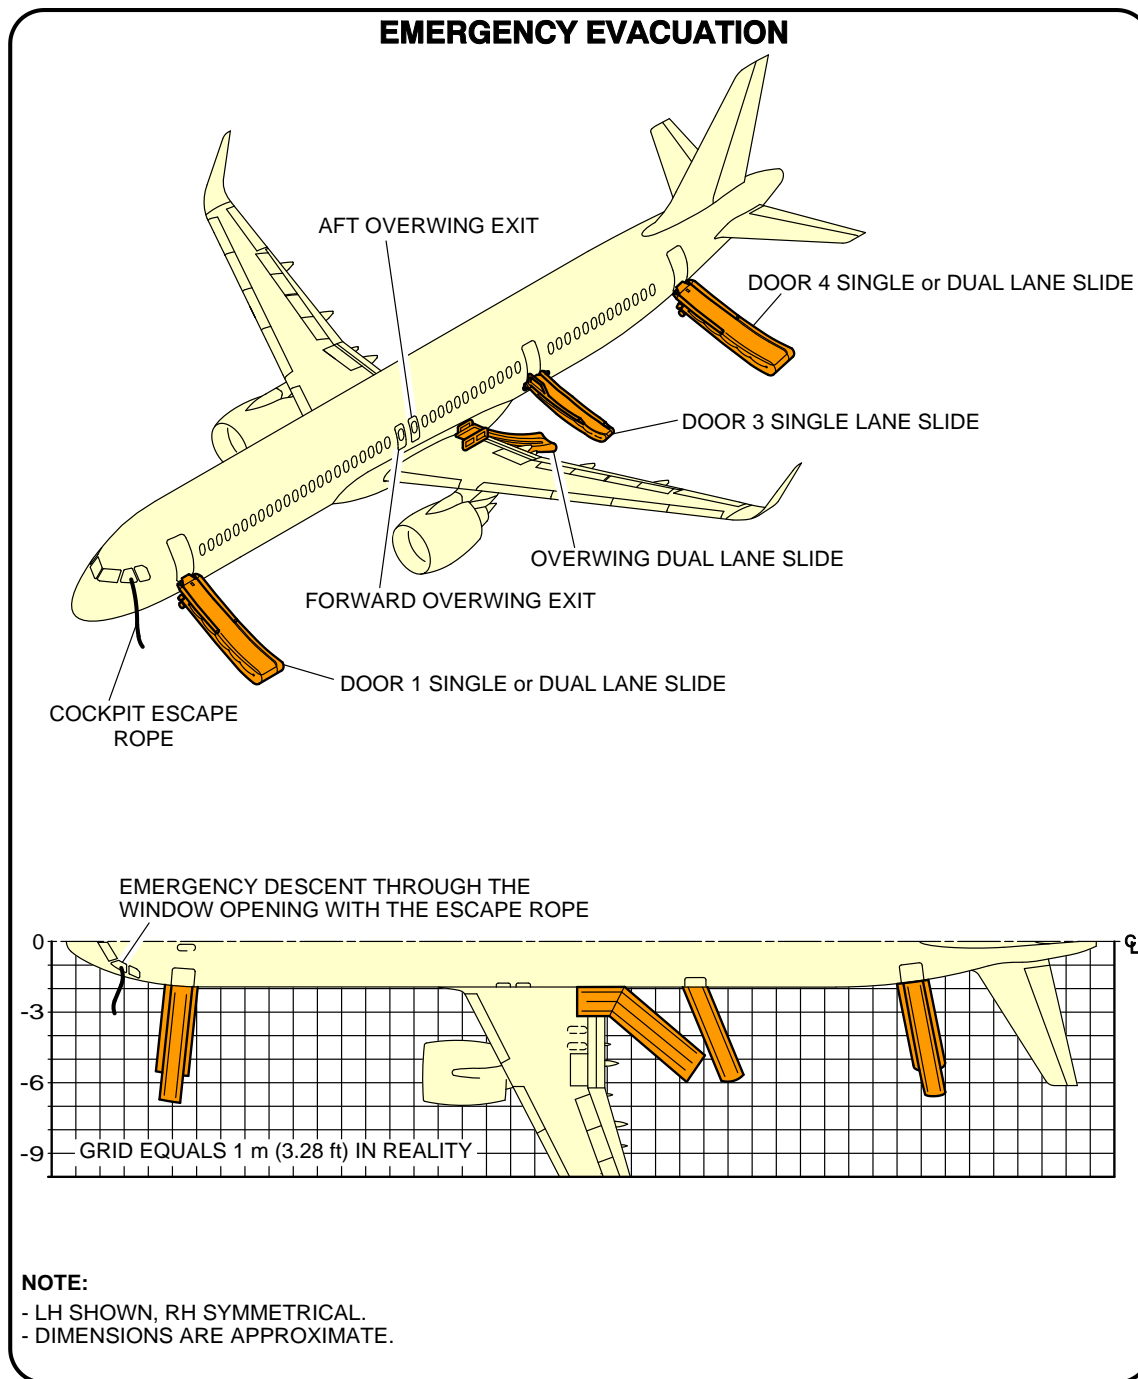 EMERGENCY EVACUATION
AFT OVERWING EXIT
DOOR 4 SINGLE or DUAL LANE SLIDE
DOOR 3 SINGLE LANE SLIDE
OVERWING DUAL LANE SLIDE
FORWARD OVERWING EXIT
DOOR 1 SINGLE or DUAL LANE SLIDE
COCKPIT ESCAPE
ROPE
EMERGENCY DESCENT THROUGH THE
WINDOW OPENING WITH THE ESCAPE ROPE
0
℄
-3
-6
-9
GRID EQUALS 1 m (3.28 ft) IN REALITY
NOTE:
- LH SHOWN, RH SYMMETRICAL.
- DIMENSIONS ARE APPROXIMATE.